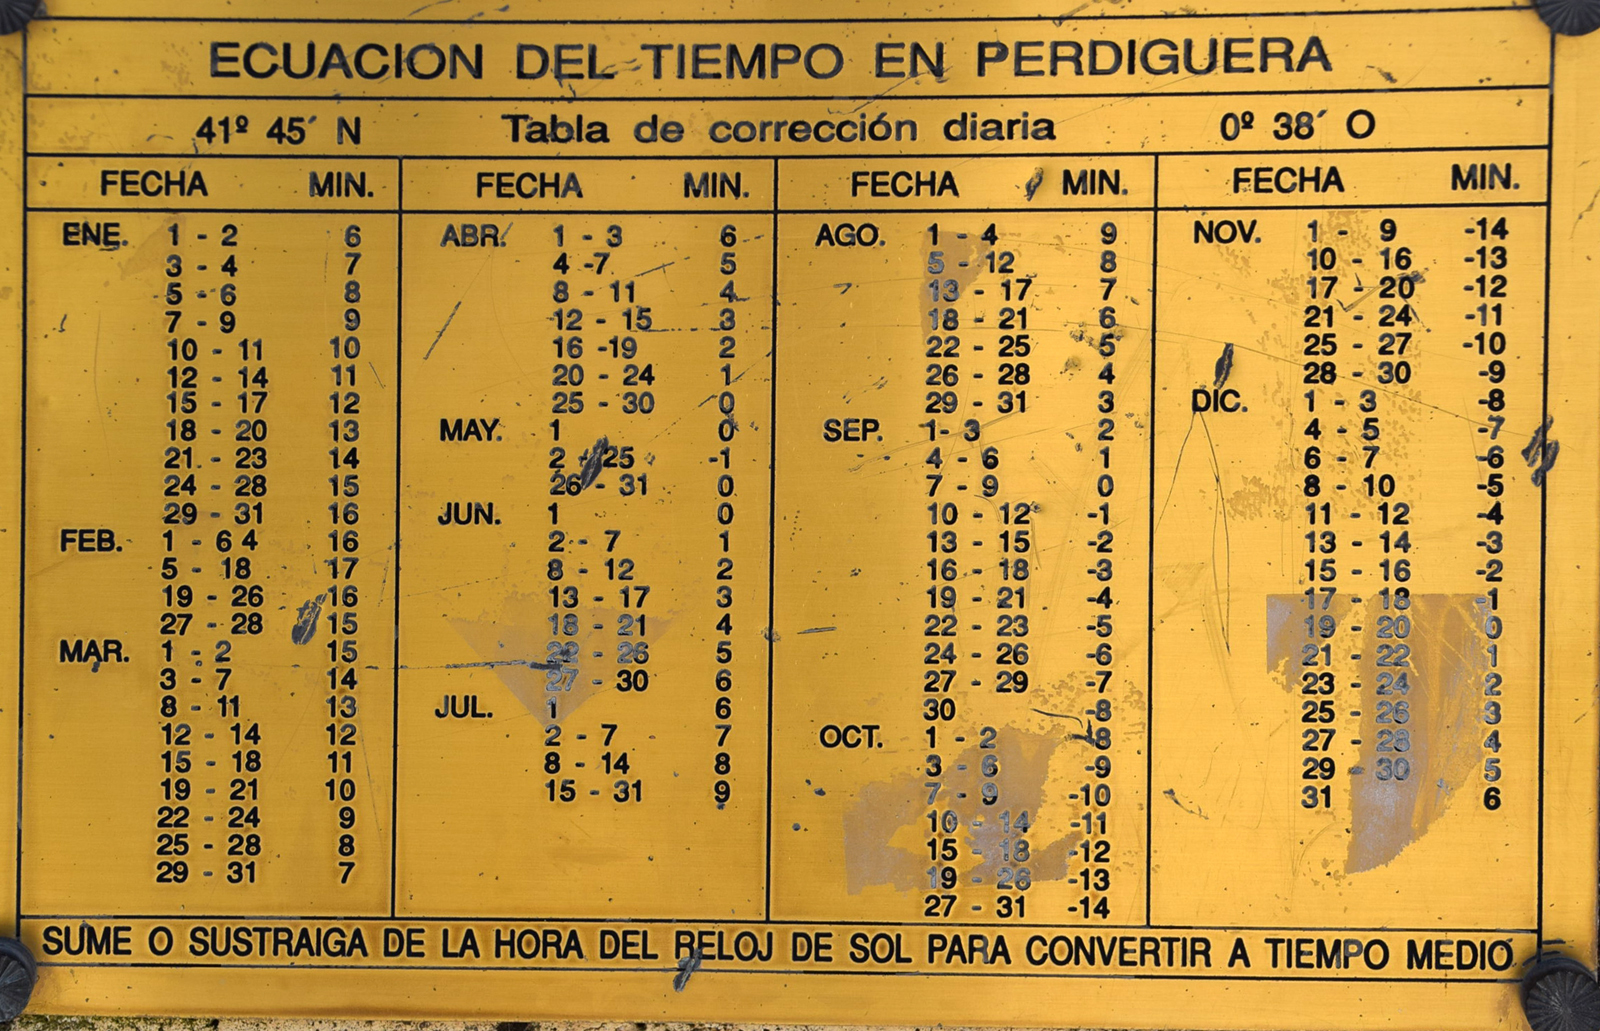 ECUACION DEL TIEMPO EN PERDIGUERA
41º 45´ N Tabla de corrección diaria 0º 38´ O
FECHA MIN.
ENE. 1 - 2 6
3 - 4 7
5 - 6 8
7 - 9 9
10 - 11 10
12 - 14 11
15 - 17 12
18 - 20 13
21 - 23 14
24 - 28 15
29 - 31 16
FEB. 1 - 6 4 16
5 - 18 17
19 - 26 16
27 - 28 15
MAR. 1 - 2 15
3 - 7 14
8 - 11 13
12 - 14 12
15 - 18 11
19 - 21 10
22 - 24 9
25 - 28 8
29 - 31 7
FECHA MIN.
ABR. 1 - 3 6
4 -7 5
8 - 11 4
12 - 15 3
16 -19 2
20 - 24 1
25 - 30 0
MAY. 1 0
2 - 25 -1
26 - 31 0
JUN. 1 0
2 - 7 1
8 - 12 2
13 - 17 3
18 - 21 4
22 - 26 5
27 - 30 6
JUL. 1 6
2 - 7 7
8 - 14 8
15 - 31 9
FECHA MIN.
AGO. 1 - 4 9
5 - 12 8
13 - 17 7
18 - 21 6
22 - 25 5
26 - 28 4
29 - 31 3
SEP. 1- 3 2
4 - 6 1
7 - 9 0
10 - 12 -1
13 - 15 -2
16 - 18 -3
19 - 21 -4
22 - 23 -5
24 - 26 -6
27 - 29 -7
30 -8
OCT. 1 - 2 -8
3 - 6 -9
7 - 9 -10
10 - 14 -11
15 - 18 -12
19 - 26 -13
27 - 31 -14
FECHA MIN.
NOV. 1 - 9 -14
10 - 16 -13
17 - 20 -12
21 - 24 -11
25 - 27 -10
28 - 30 -9
DIC. 1 - 3 -8
4 - 5 -7
6 - 7 -6
8 - 10 -5
11 - 12 -4
13 - 14 -3
15 - 16 -2
17 - 18 -1
19 - 20 0
21 - 22 1
23 - 24 2
25 - 26 3
27 - 28 4
29 - 30 5
31 6
SUME O SUSTRAIGA DE LA HORA DEL RELOJ DE SOL PARA CONVERTIR A TIEMPO MEDIO